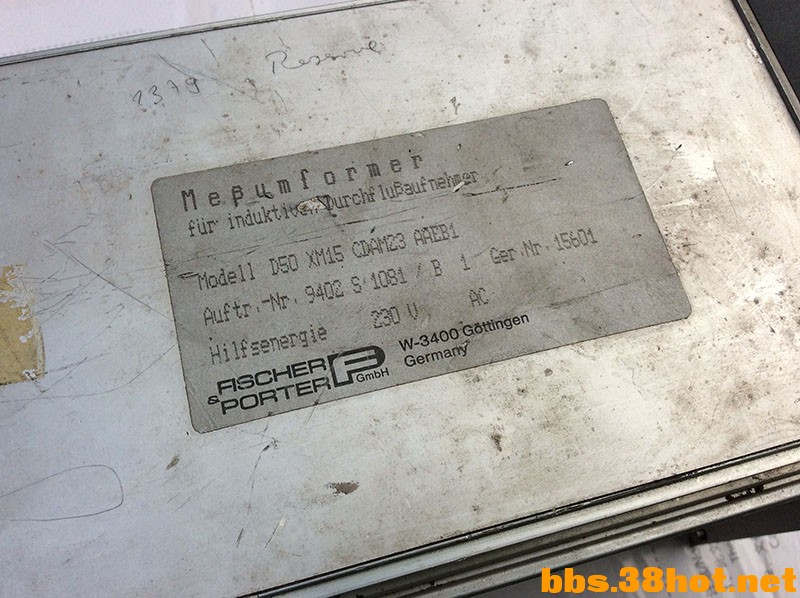 2379 Reserve
Meßumformer
für induktiven Durchflußaufnehmer
Modell D50 XM15 CDAM23 AAEB1
Auftr.-Nr. 9402 S 1081 / B 1 Ger.Nr. 15601
Hilfsenergie 230 V AC
FISCHER
& PORTER GmbH
W-3400 Göttingen
Germany
bbs.38hot.net